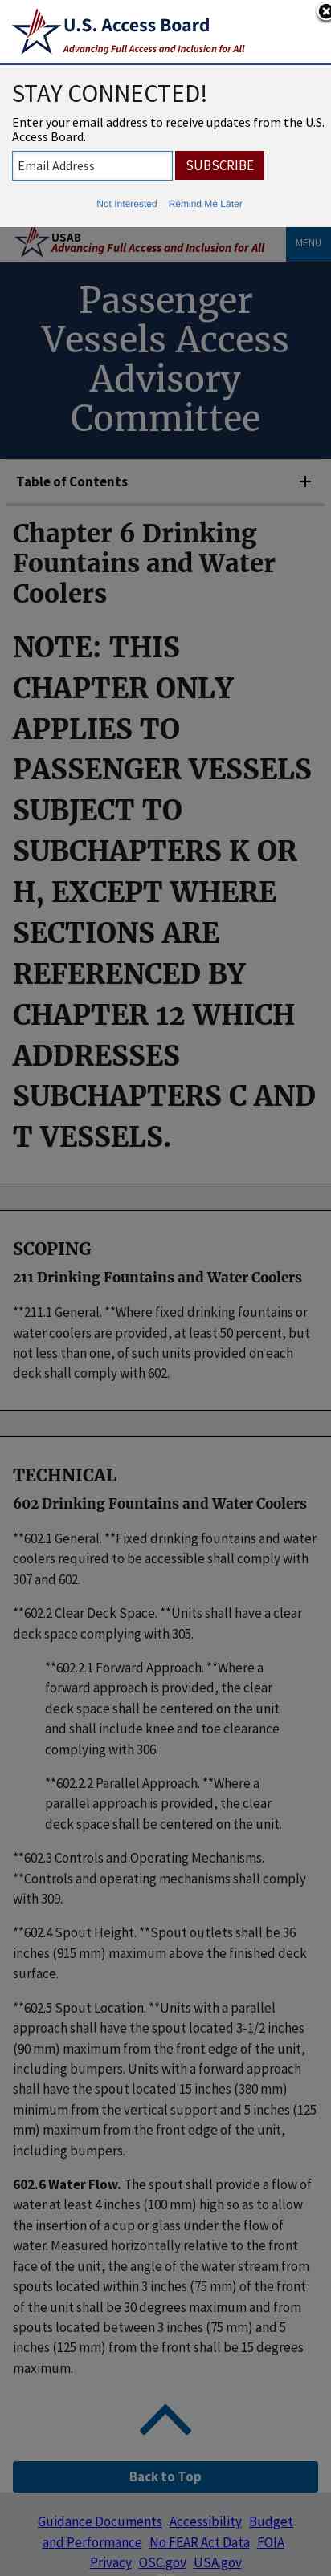 U.S. Access Board
Advancing Full Access and Inclusion for All
STAY CONNECTED!
Enter your email address to receive updates from the U.S.
Access Board.
Email Address
SUBSCRIBE
Not Interested Remind Me Later
USAB
Advancing Full Access and Inclusion for All
MENU
Passenger
Vessels Access
Advisory
Committee
Table of Contents
Chapter 6 Drinking
Fountains and Water
Coolers
NOTE: THIS
CHAPTER ONLY
APPLIES TO
PASSENGER VESSELS
SUBJECT TO
SUBCHAPTERS K OR
H, EXCEPT WHERE
SECTIONS ARE
REFERENCED BY
CHAPTER 12 WHICH
ADDRESSES
SUBCHAPTERS C AND
T VESSELS.
SCOPING
211 Drinking Fountains and Water Coolers
**211.1 General. **Where fixed drinking fountains or
water coolers are provided, at least 50 percent, but
not less than one, of such units provided on each
deck shall comply with 602.
TECHNICAL
602 Drinking Fountains and Water Coolers
**602.1 General. **Fixed drinking fountains and water
coolers required to be accessible shall comply with
307 and 602.
**602.2 Clear Deck Space. **Units shall have a clear
deck space complying with 305.
**602.2.1 Forward Approach. **Where a
forward approach is provided, the clear
deck space shall be centered on the unit
and shall include knee and toe clearance
complying with 306.
**602.2.2 Parallel Approach. **Where a
parallel approach is provided, the clear
deck space shall be centered on the unit.
**602.3 Controls and Operating Mechanisms.
**Controls and operating mechanisms shall comply
with 309.
**602.4 Spout Height. **Spout outlets shall be 36
inches (915 mm) maximum above the finished deck
surface.
**602.5 Spout Location. **Units with a parallel
approach shall have the spout located 3-1/2 inches
(90 mm) maximum from the front edge of the unit,
including bumpers. Units with a forward approach
shall have the spout located 15 inches (380 mm)
minimum from the vertical support and 5 inches (125
mm) maximum from the front edge of the unit,
including bumpers.
602.6 Water Flow. The spout shall provide a flow of
water at least 4 inches (100 mm) high so as to allow
the insertion of a cup or glass under the flow of
water. Measured horizontally relative to the front
face of the unit, the angle of the water stream from
spouts located within 3 inches (75 mm) of the front
of the unit shall be 30 degrees maximum and from
spouts located between 3 inches (75 mm) and 5
inches (125 mm) from the front shall be 15 degrees
maximum.
Back to Top
Guidance Documents Accessibility Budget
and Performance No FEAR Act Data FOIA
Privacy OSC.gov USA.gov